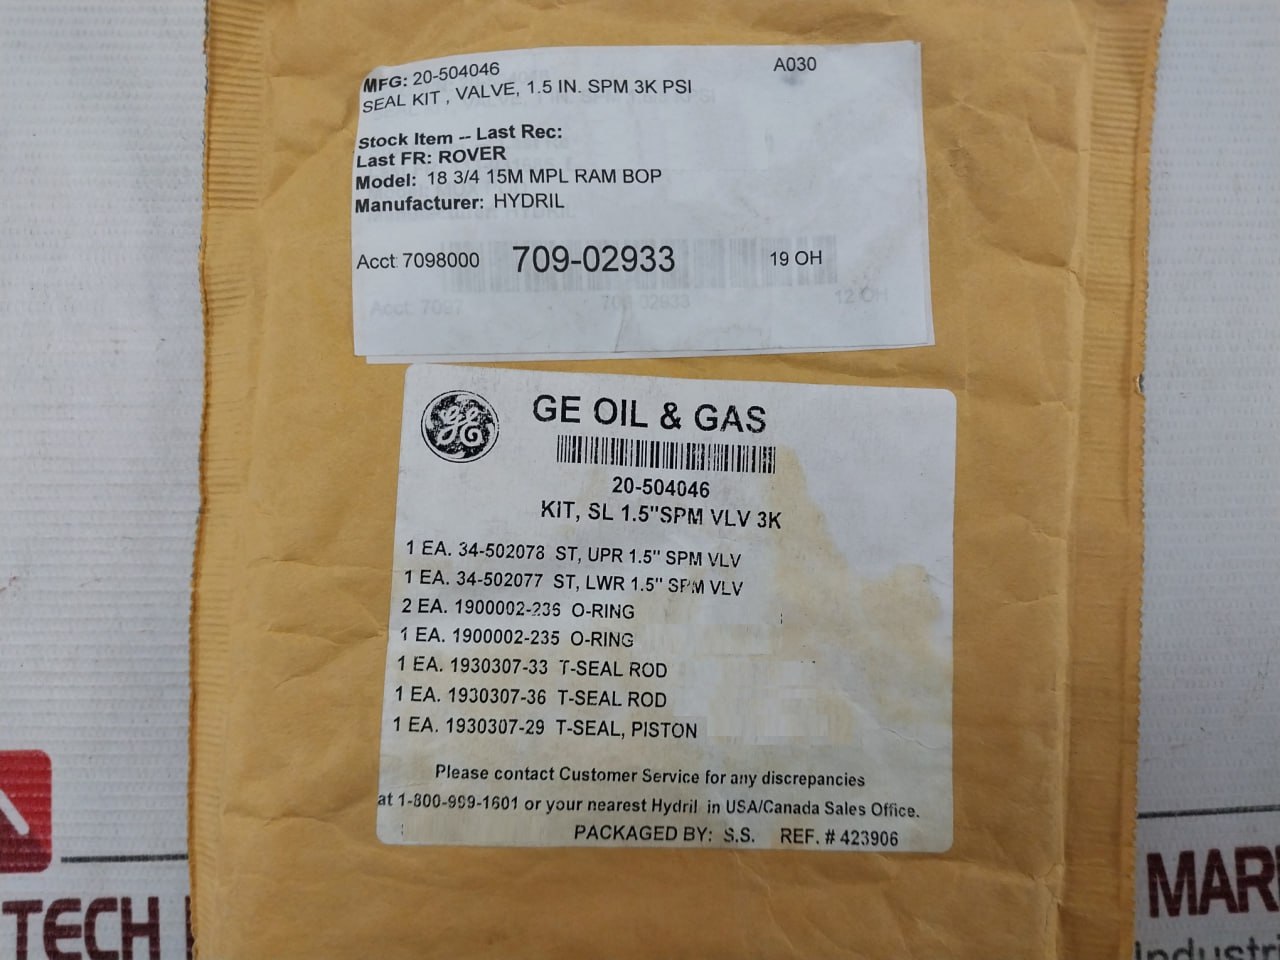 MFG: 20-504046 A030
SEAL KIT , VALVE, 1.5 IN. SPM 3K PSI
Stock Item -- Last Rec:
Last FR: ROVER
Model: 18 3/4 15M MPL RAM BOP
Manufacturer: HYDRIL
Acct: 7098000 709-02933 19 OH
GE
GE OIL & GAS
20-504046
KIT, SL 1.5"SPM VLV 3K
1 EA. 34-502078 ST, UPR 1.5" SPM VLV
1 EA. 34-502077 ST, LWR 1.5" SPM VLV
2 EA. 1900002-236 O-RING
1 EA. 1900002-235 O-RING
1 EA. 1930307-33 T-SEAL ROD
1 EA. 1930307-36 T-SEAL ROD
1 EA. 1930307-29 T-SEAL, PISTON
Please contact Customer Service for any discrepancies
at 1-800-999-1601 or your nearest Hydril in USA/Canada Sales Office.
PACKAGED BY: S.S. REF. # 423906
TECH
MAR
Industri